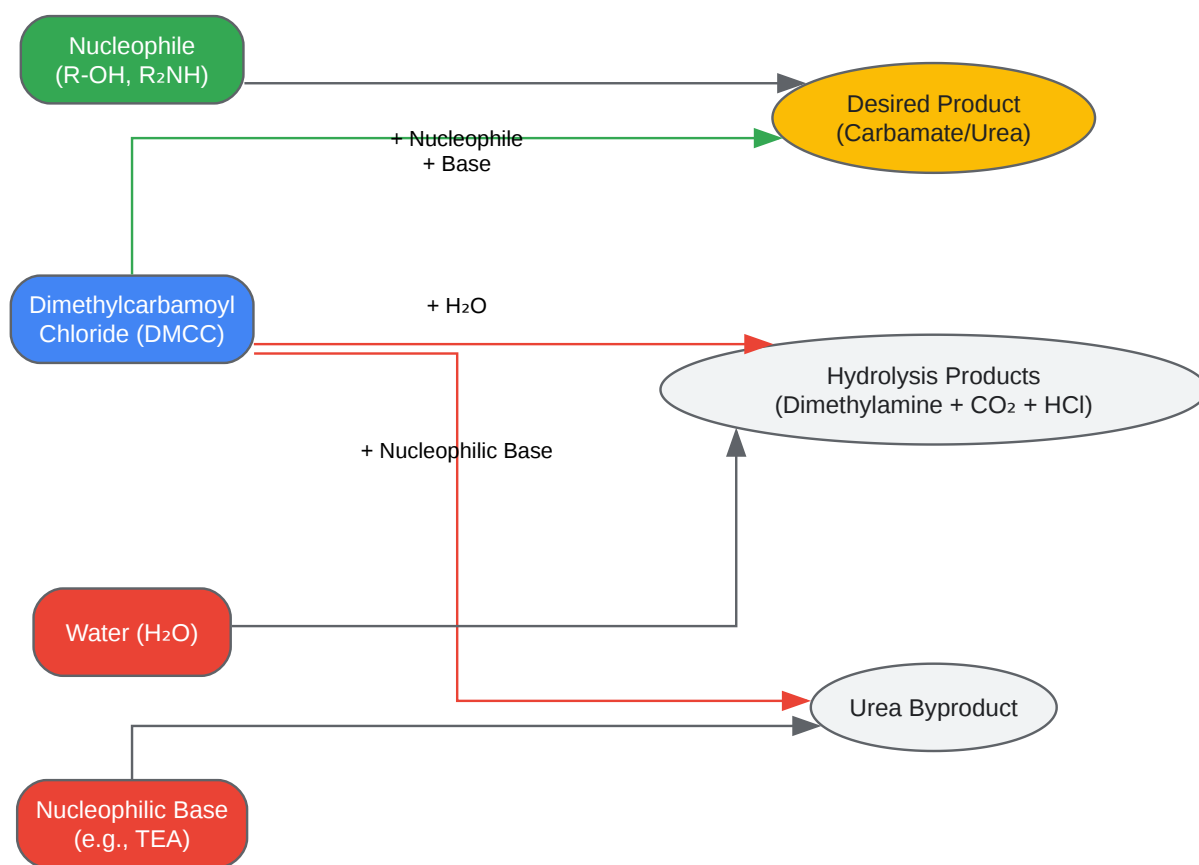 Nucleophile
(R-OH, R₂NH)
Desired Product
(Carbamate/Urea)
+ Nucleophile
+ Base
Dimethylcarbamoyl
Chloride (DMCC)
+ H₂O
Hydrolysis Products
(Dimethylamine + CO₂ + HCl)
+ Nucleophilic Base
Water (H₂O)
Urea Byproduct
Nucleophilic Base
(e.g., TEA)